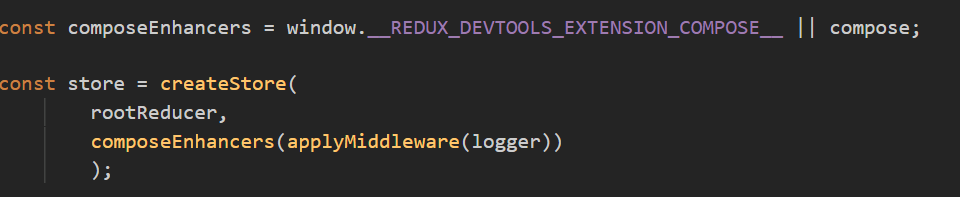 const composeEnhancers = window.__REDUX_DEVTOOLS_EXTENSION_COMPOSE__ || compose;
const store = createStore(
rootReducer,
composeEnhancers(applyMiddleware(logger))
);